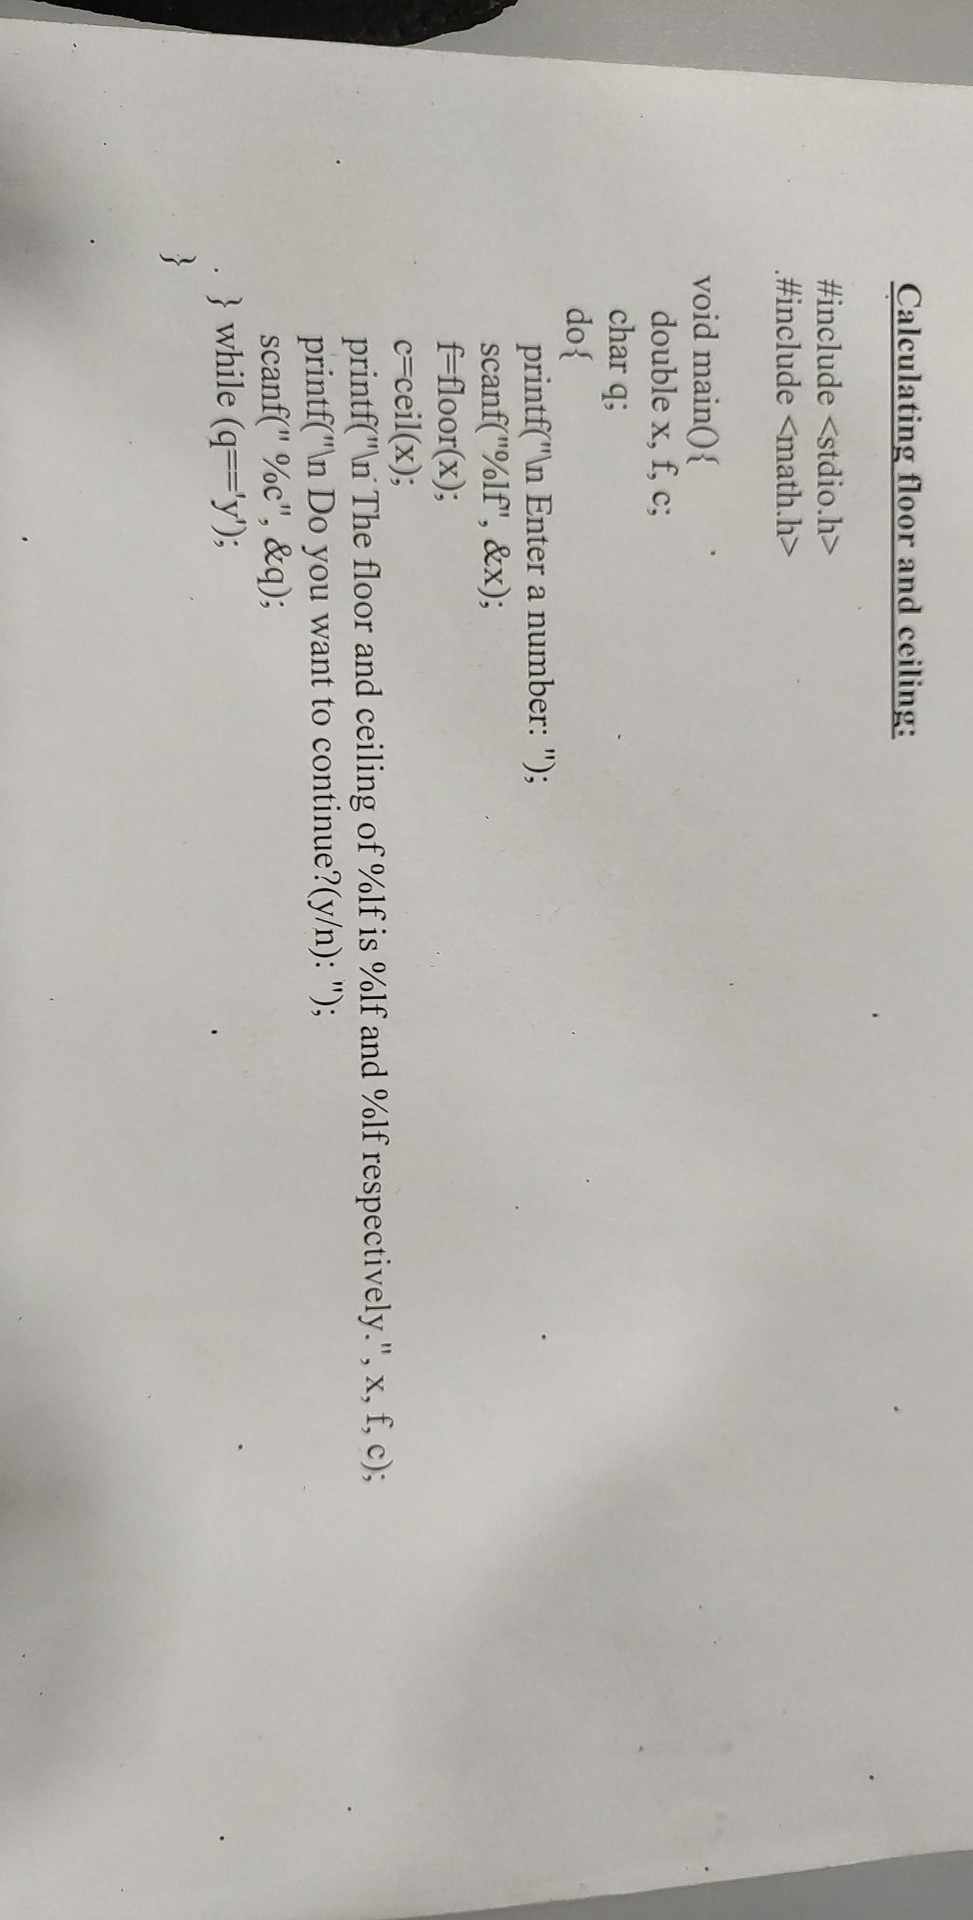 Calculating floor and ceiling:
#include <stdio.h>
#include <math.h>
void main(){
double x, f, c;
char q;
do{
printf("\n Enter a number: ");
scanf("%lf", &x);
f=floor(x);
c=ceil(x);
printf("\n The floor and ceiling of %lf is %lf and %lf respectively.", x, f, c);
printf("\n Do you want to continue?(y/n): ");
scanf(" %c", &q);
} while (q=='y');
}